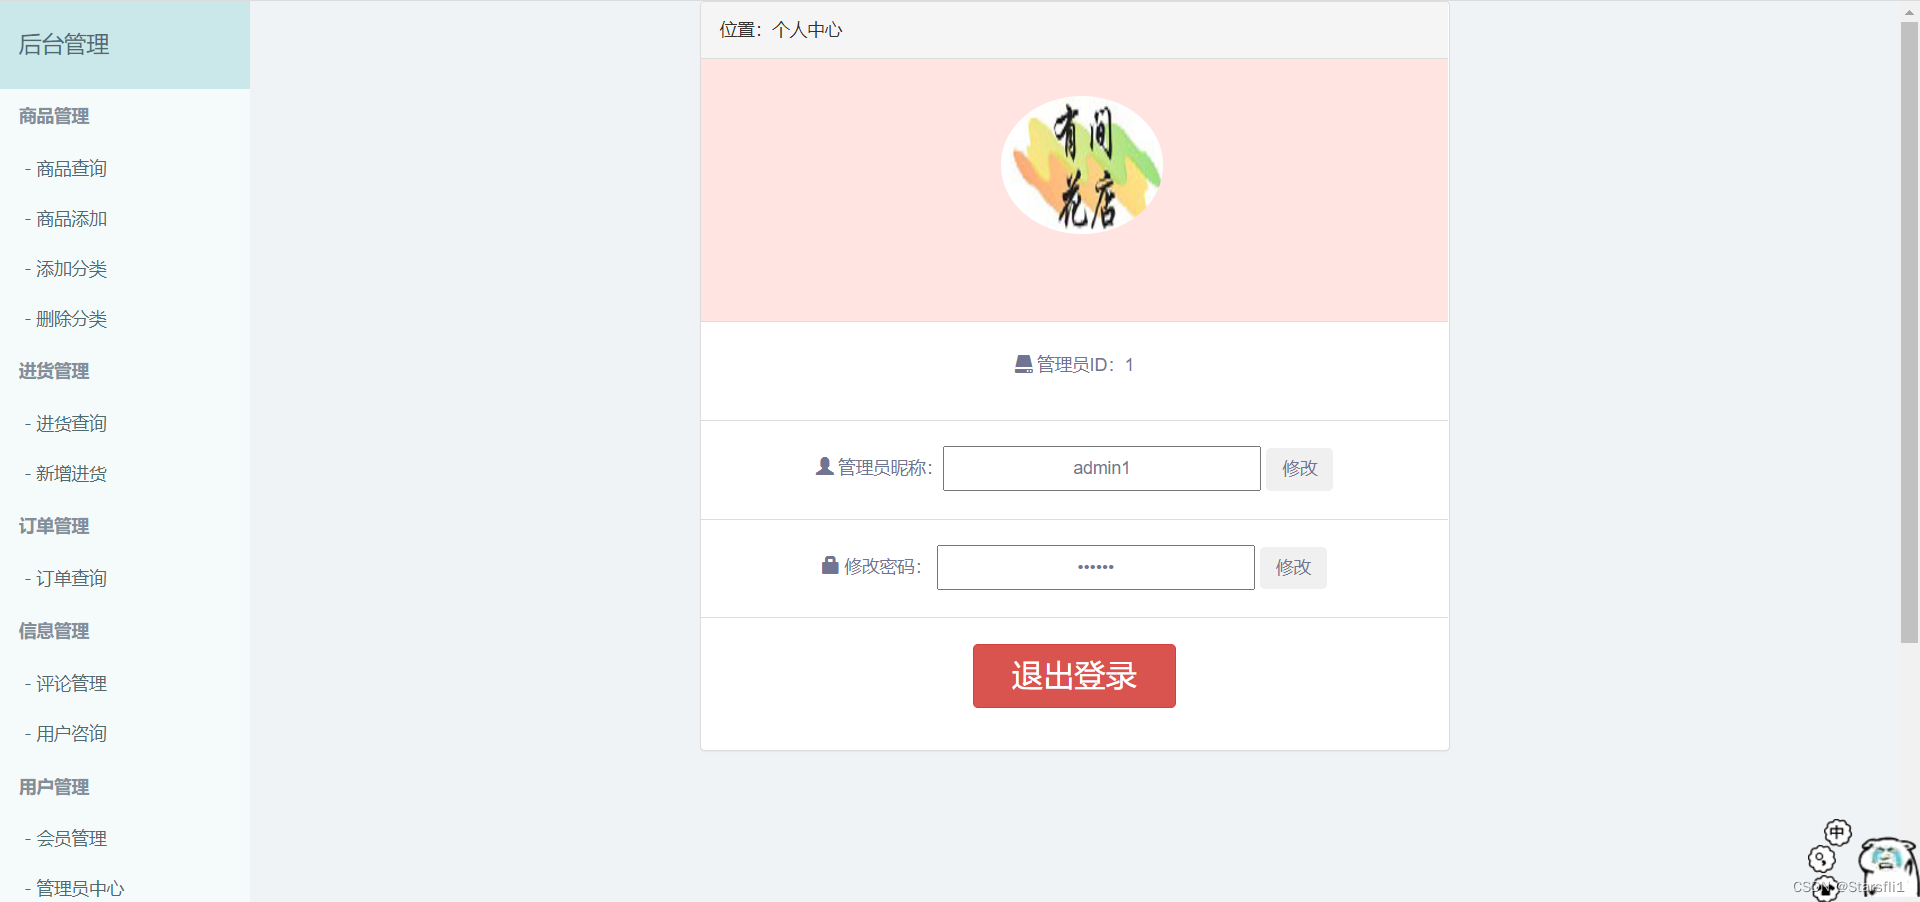 后台管理
商品管理
- 商品查询
- 商品添加
- 添加分类
- 删除分类
进货管理
- 进货查询
- 新增进货
订单管理
- 订单查询
信息管理
- 评论管理
- 用户咨询
用户管理
- 会员管理
- 管理员中心
位置：个人中心
有间
花店
管理员ID：1
管理员昵称：
admin1
修改
修改密码：
••••••
修改
退出登录
中
CSDN @Starsfli1